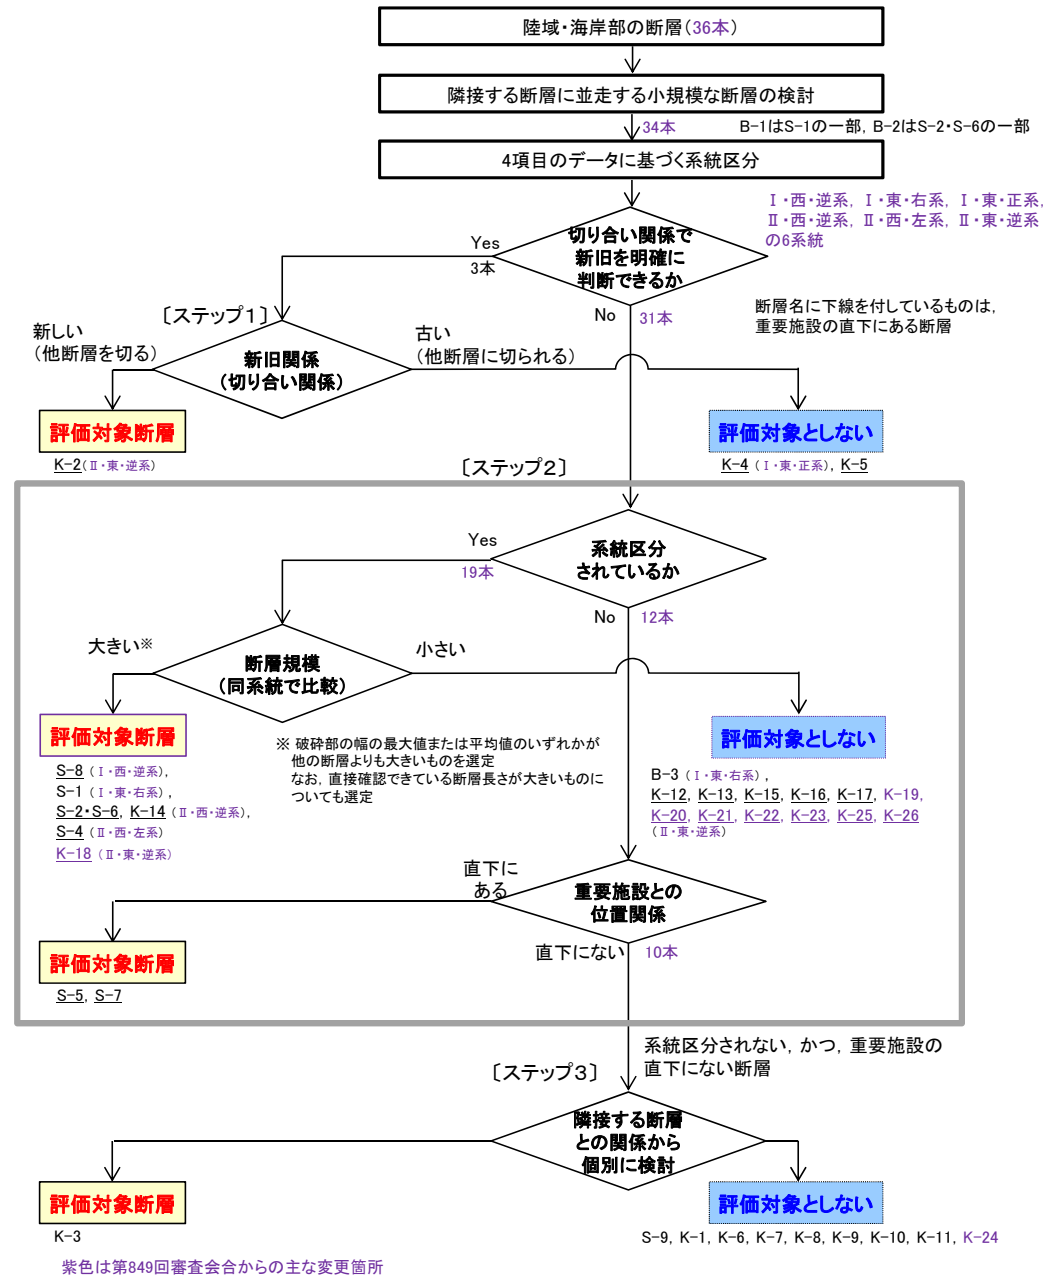 陸域・海岸部の断層（36本）
隣接する断層に並走する小規模な断層の検討
34本
B-1はS-1の一部，B-2はS-2・S-6の一部
4項目のデータに基づく系統区分
Ⅰ・西・逆系，Ⅰ・東・右系，Ⅰ・東・正系，
Ⅱ・西・逆系，Ⅱ・西・左系，Ⅱ・東・逆系
の6系統
切り合い関係で
新旧を明確に
判断できるか
Yes
3本
No
31本
断層名に下線を付しているものは，
重要施設の直下にある断層
〔ステップ1〕
新しい
（他断層を切る）
新旧関係
（切り合い関係）
古い
（他断層に切られる）
評価対象断層
K-2（Ⅱ・東・逆系）
評価対象としない
K-4（Ⅰ・東・正系），K-5
〔ステップ2〕
系統区分
されているか
Yes
19本
No
12本
大きい※
断層規模
（同系統で比較）
小さい
評価対象断層
S-8（Ⅰ・西・逆系），
S-1（Ⅰ・東・右系），
S-2・S-6，K-14（Ⅱ・西・逆系），
S-4（Ⅱ・西・左系）
K-18（Ⅱ・東・逆系）
※ 破砕部の幅の最大値または平均値のいずれかが
他の断層よりも大きいものを選定
なお，直接確認できている断層長さが大きいものに
ついても選定
評価対象としない
B-3（Ⅰ・東・右系），
K-12，K-13，K-15，K-16，K-17，K-19，
K-20，K-21，K-22，K-23，K-25，K-26
（Ⅱ・東・逆系）
直下に
ある
重要施設との
位置関係
直下にない
10本
評価対象断層
S-5，S-7
系統区分されない，かつ，重要施設の
直下にない断層
〔ステップ3〕
隣接する断層
との関係から
個別に検討
評価対象断層
K-3
評価対象としない
S-9，K-1，K-6，K-7，K-8，K-9，K-10，K-11，K-24
紫色は第849回審査会合からの主な変更箇所